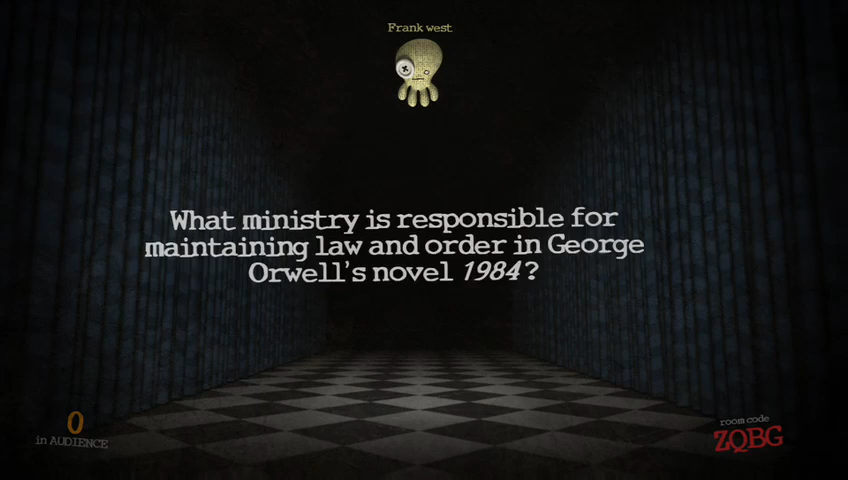 Frank west
What ministry is responsible for
maintaining law and order in George
Orwell's novel 1984?
0
in AUDIENCE
room code
ZQBG